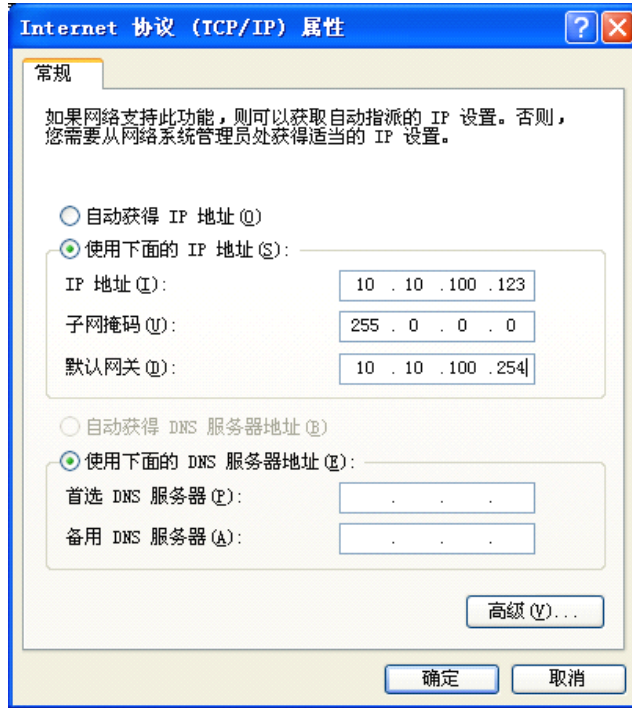 Internet 协议 (TCP/IP) 属性
常规
如果网络支持此功能，则可以获取自动指派的 IP 设置。否则，
您需要从网络系统管理员处获得适当的 IP 设置。
自动获得 IP 地址(O)
使用下面的 IP 地址(S):
IP 地址(I): 10 . 10 .100 .123
子网掩码(U): 255 . 0 . 0 . 0
默认网关(D): 10 . 10 .100 .254
自动获得 DNS 服务器地址(B)
使用下面的 DNS 服务器地址(E):
首选 DNS 服务器(P): . . .
备用 DNS 服务器(A): . . .
高级(V)...
确定 取消